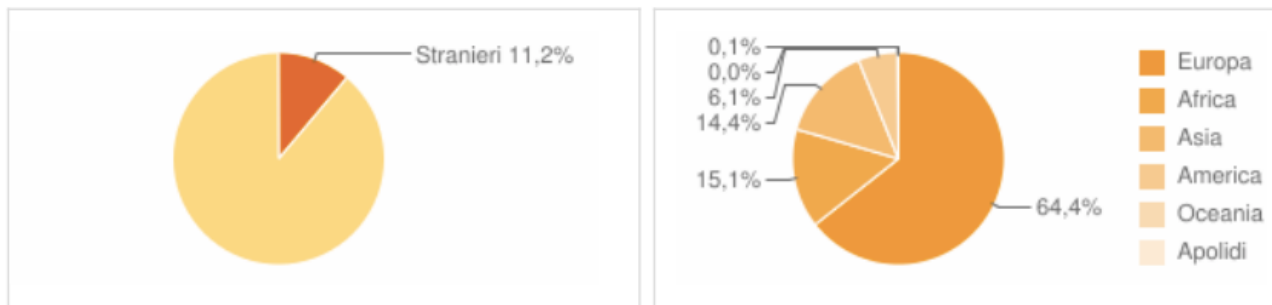 Stranieri 11,2%
0,1%
0,0%
6,1%
14,4%
15,1%
64,4%
Europa
Africa
Asia
America
Oceania
Apolidi